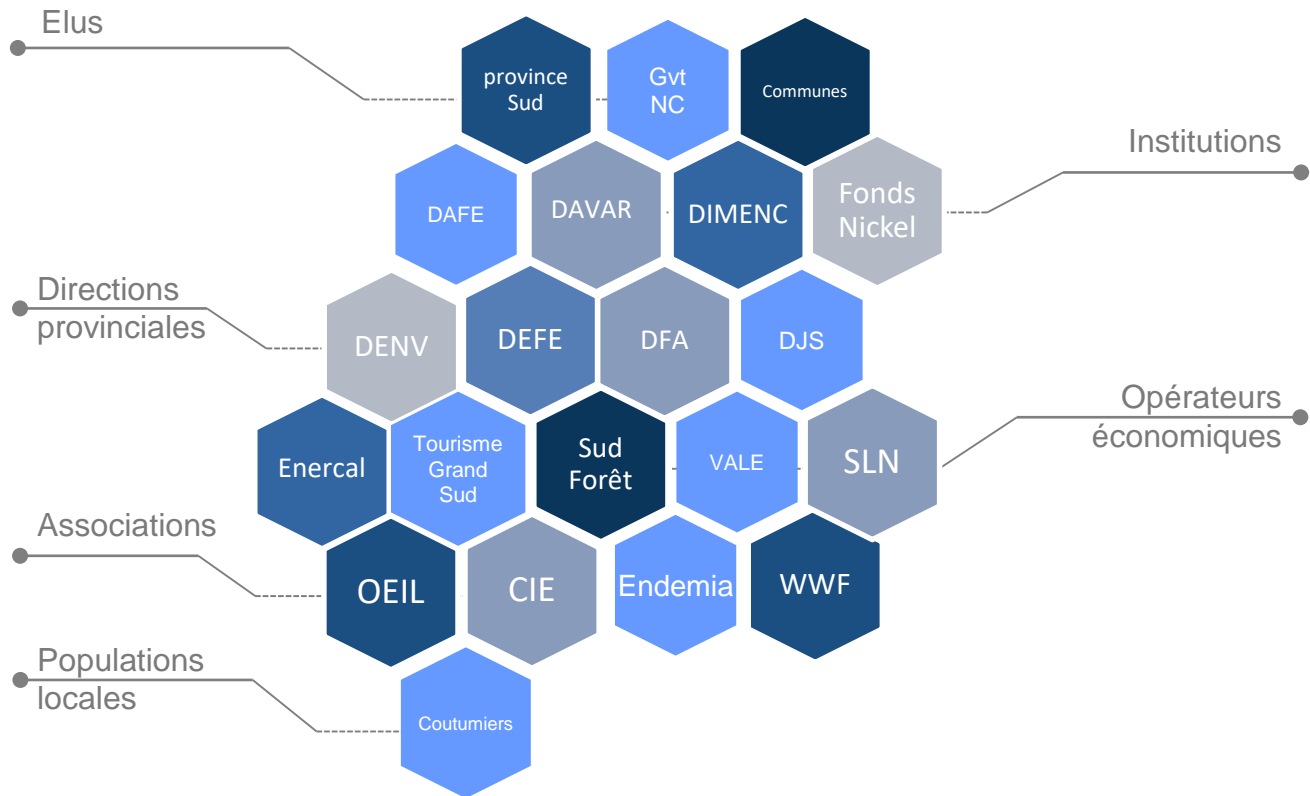 Elus
province
Sud
Gvt
NC
Communes
Institutions
DAFE
DAVAR
DIMENC
Fonds
Nickel
Directions
provinciales
DENV
DEFE
DFA
DJS
Opérateurs
économiques
Enercal
Tourisme
Grand
Sud
Sud
Forêt
VALE
SLN
Associations
OEIL
CIE
Endemia
WWF
Populations
locales
Coutumiers